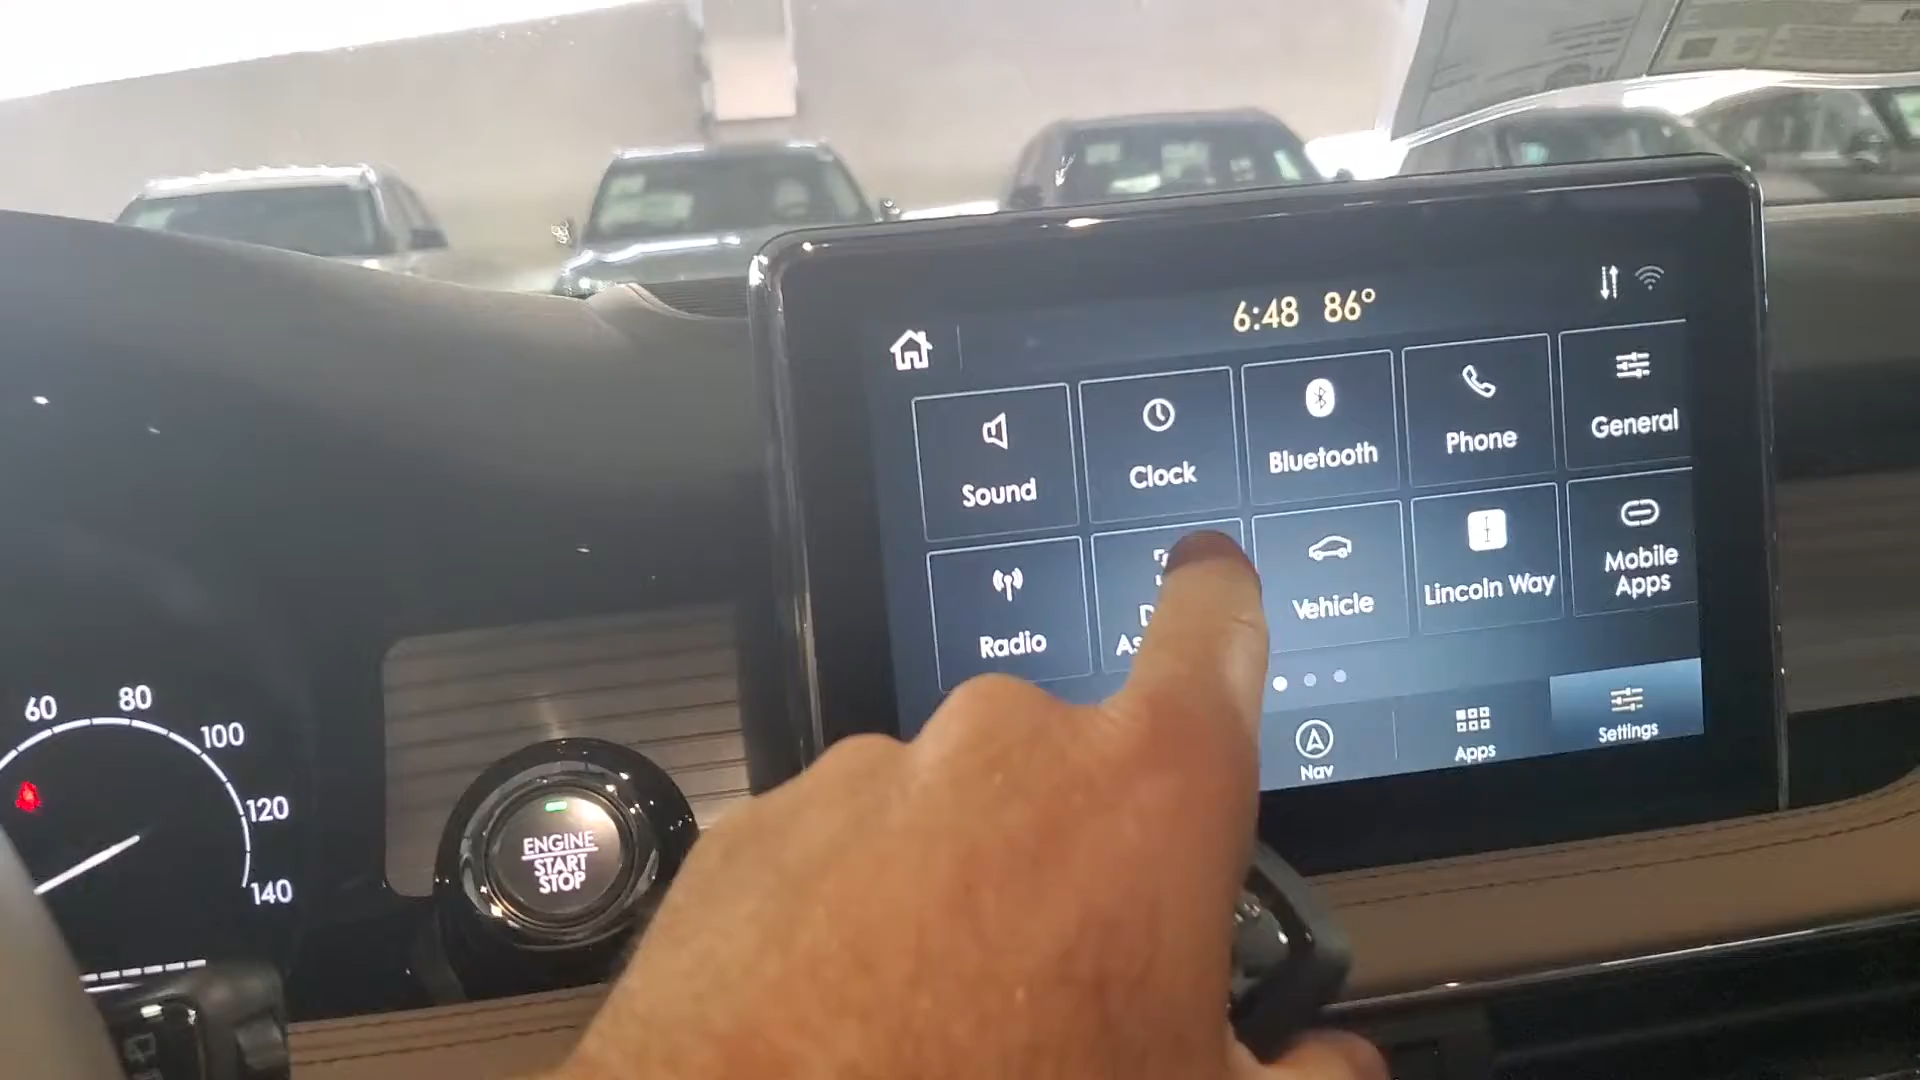 6:48 86°
Sound
Clock
Bluetooth
Phone
General
Radio
Vehicle
Lincoln Way
Mobile
Apps
Nav
Apps
Settings
60
80
100
120
140
ENGINE
START
STOP